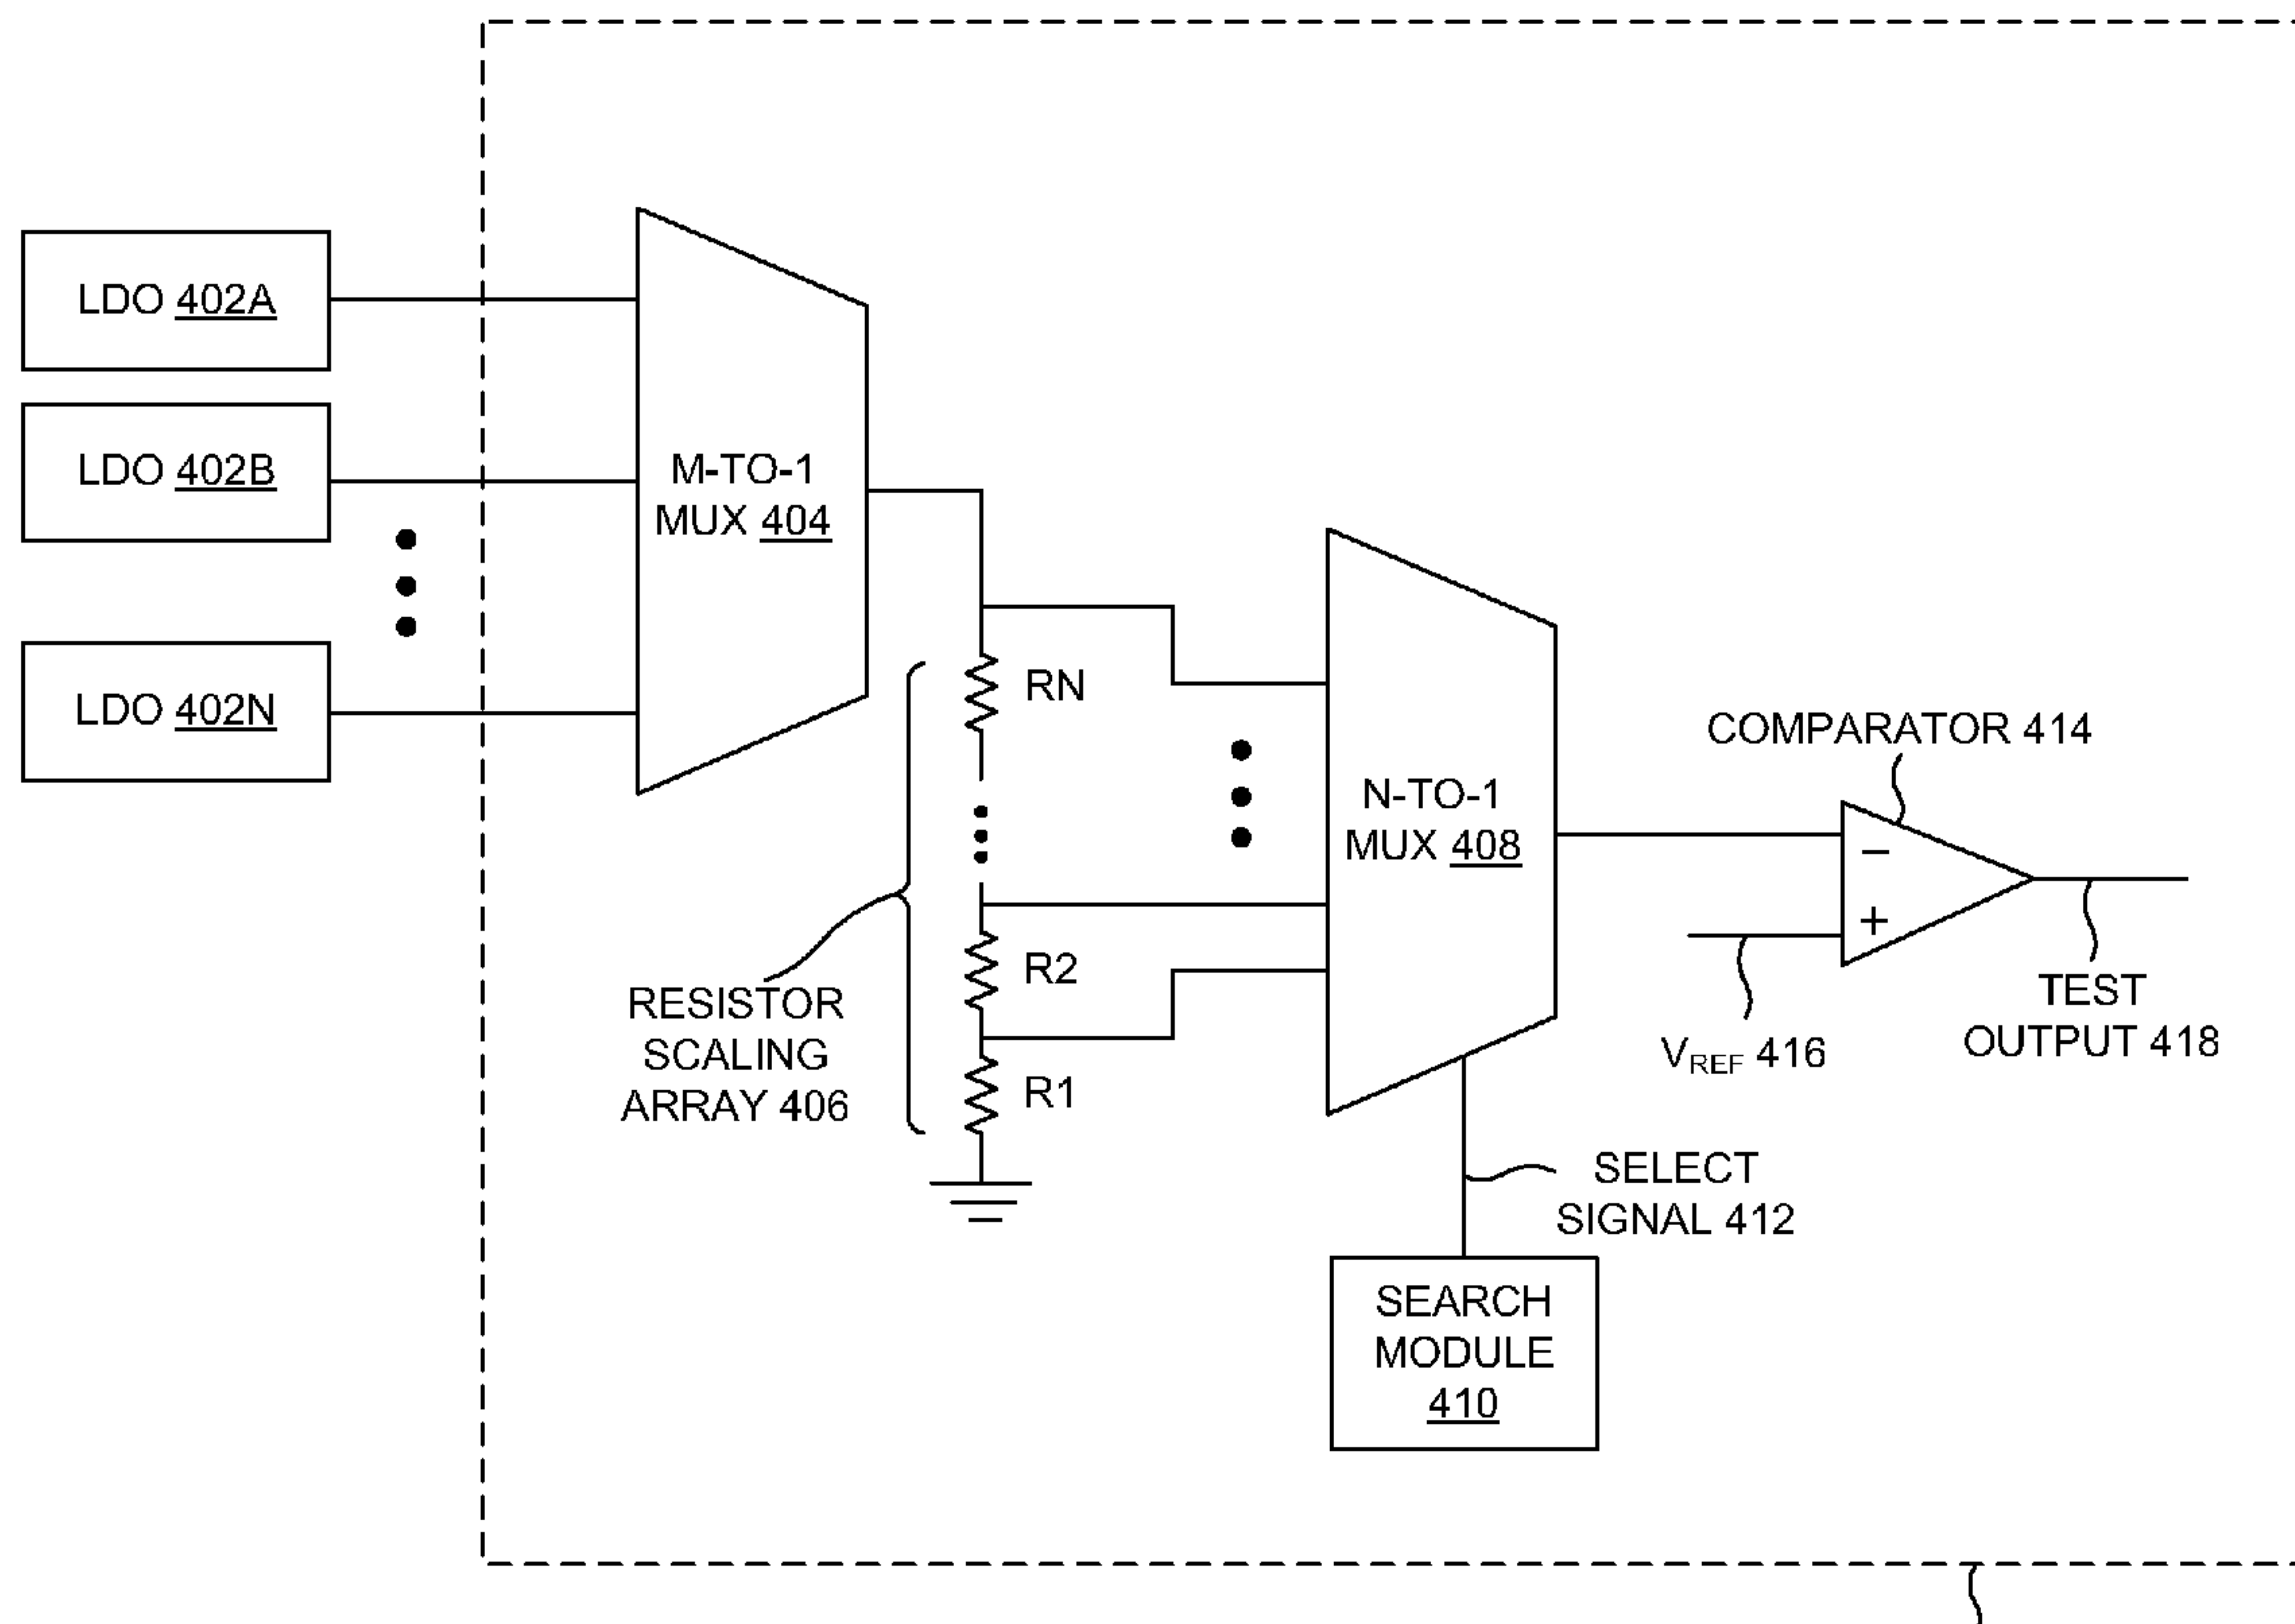 LDO 402A
LDO 402B
LDO 402N
M-TO-1
MUX 404
RN
R2
R1
RESISTOR
SCALING
ARRAY 406
N-TO-1
MUX 408
COMPARATOR 414
−
+
VREF 416
TEST
OUTPUT 418
SELECT
SIGNAL 412
SEARCH
MODULE
410